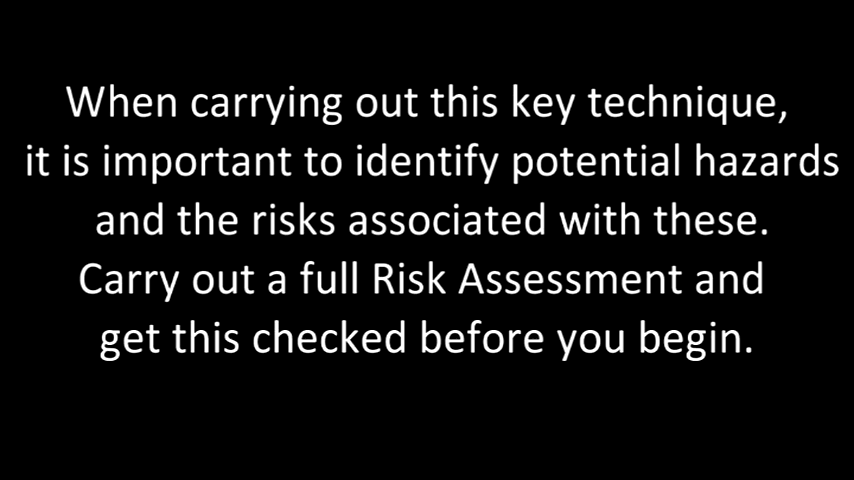 When carrying out this key technique,
it is important to identify potential hazards
and the risks associated with these.
Carry out a full Risk Assessment and
get this checked before you begin.